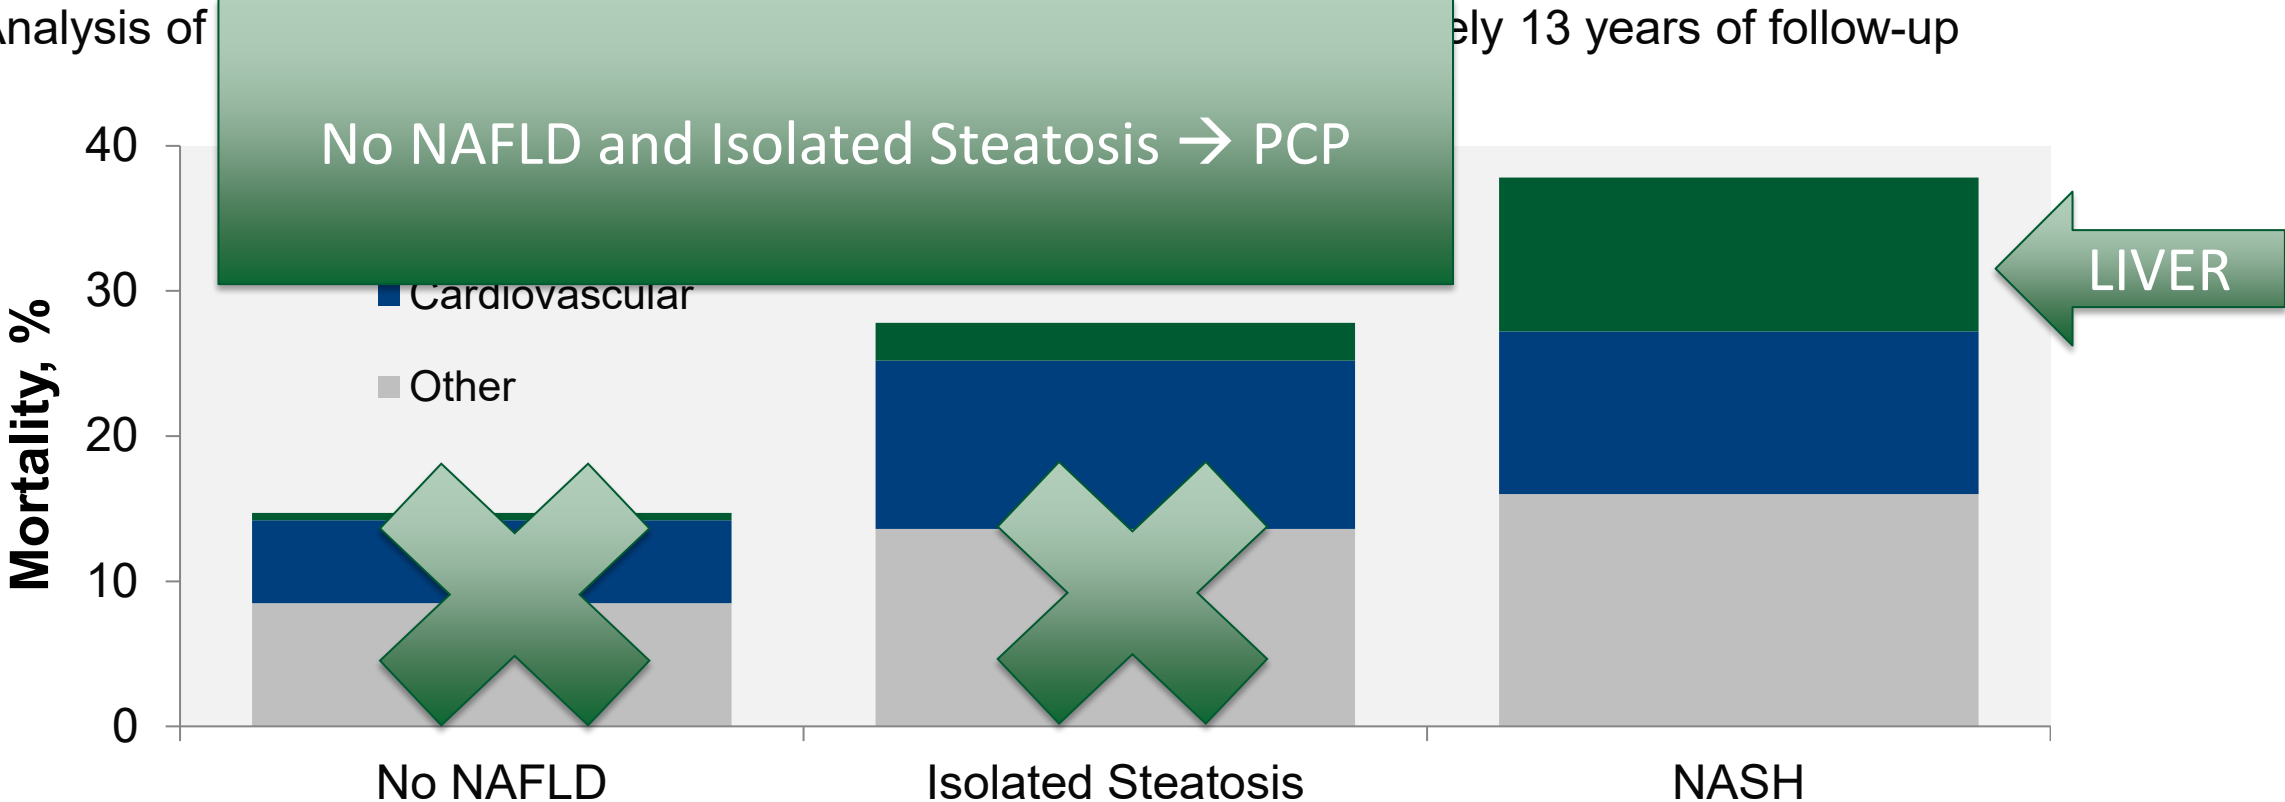 Analysis of
ely 13 years of follow-up
No NAFLD and Isolated Steatosis → PCP
40
30
20
10
0
Mortality, %
Cardiovascular
Other
LIVER
No NAFLD
Isolated Steatosis
NASH